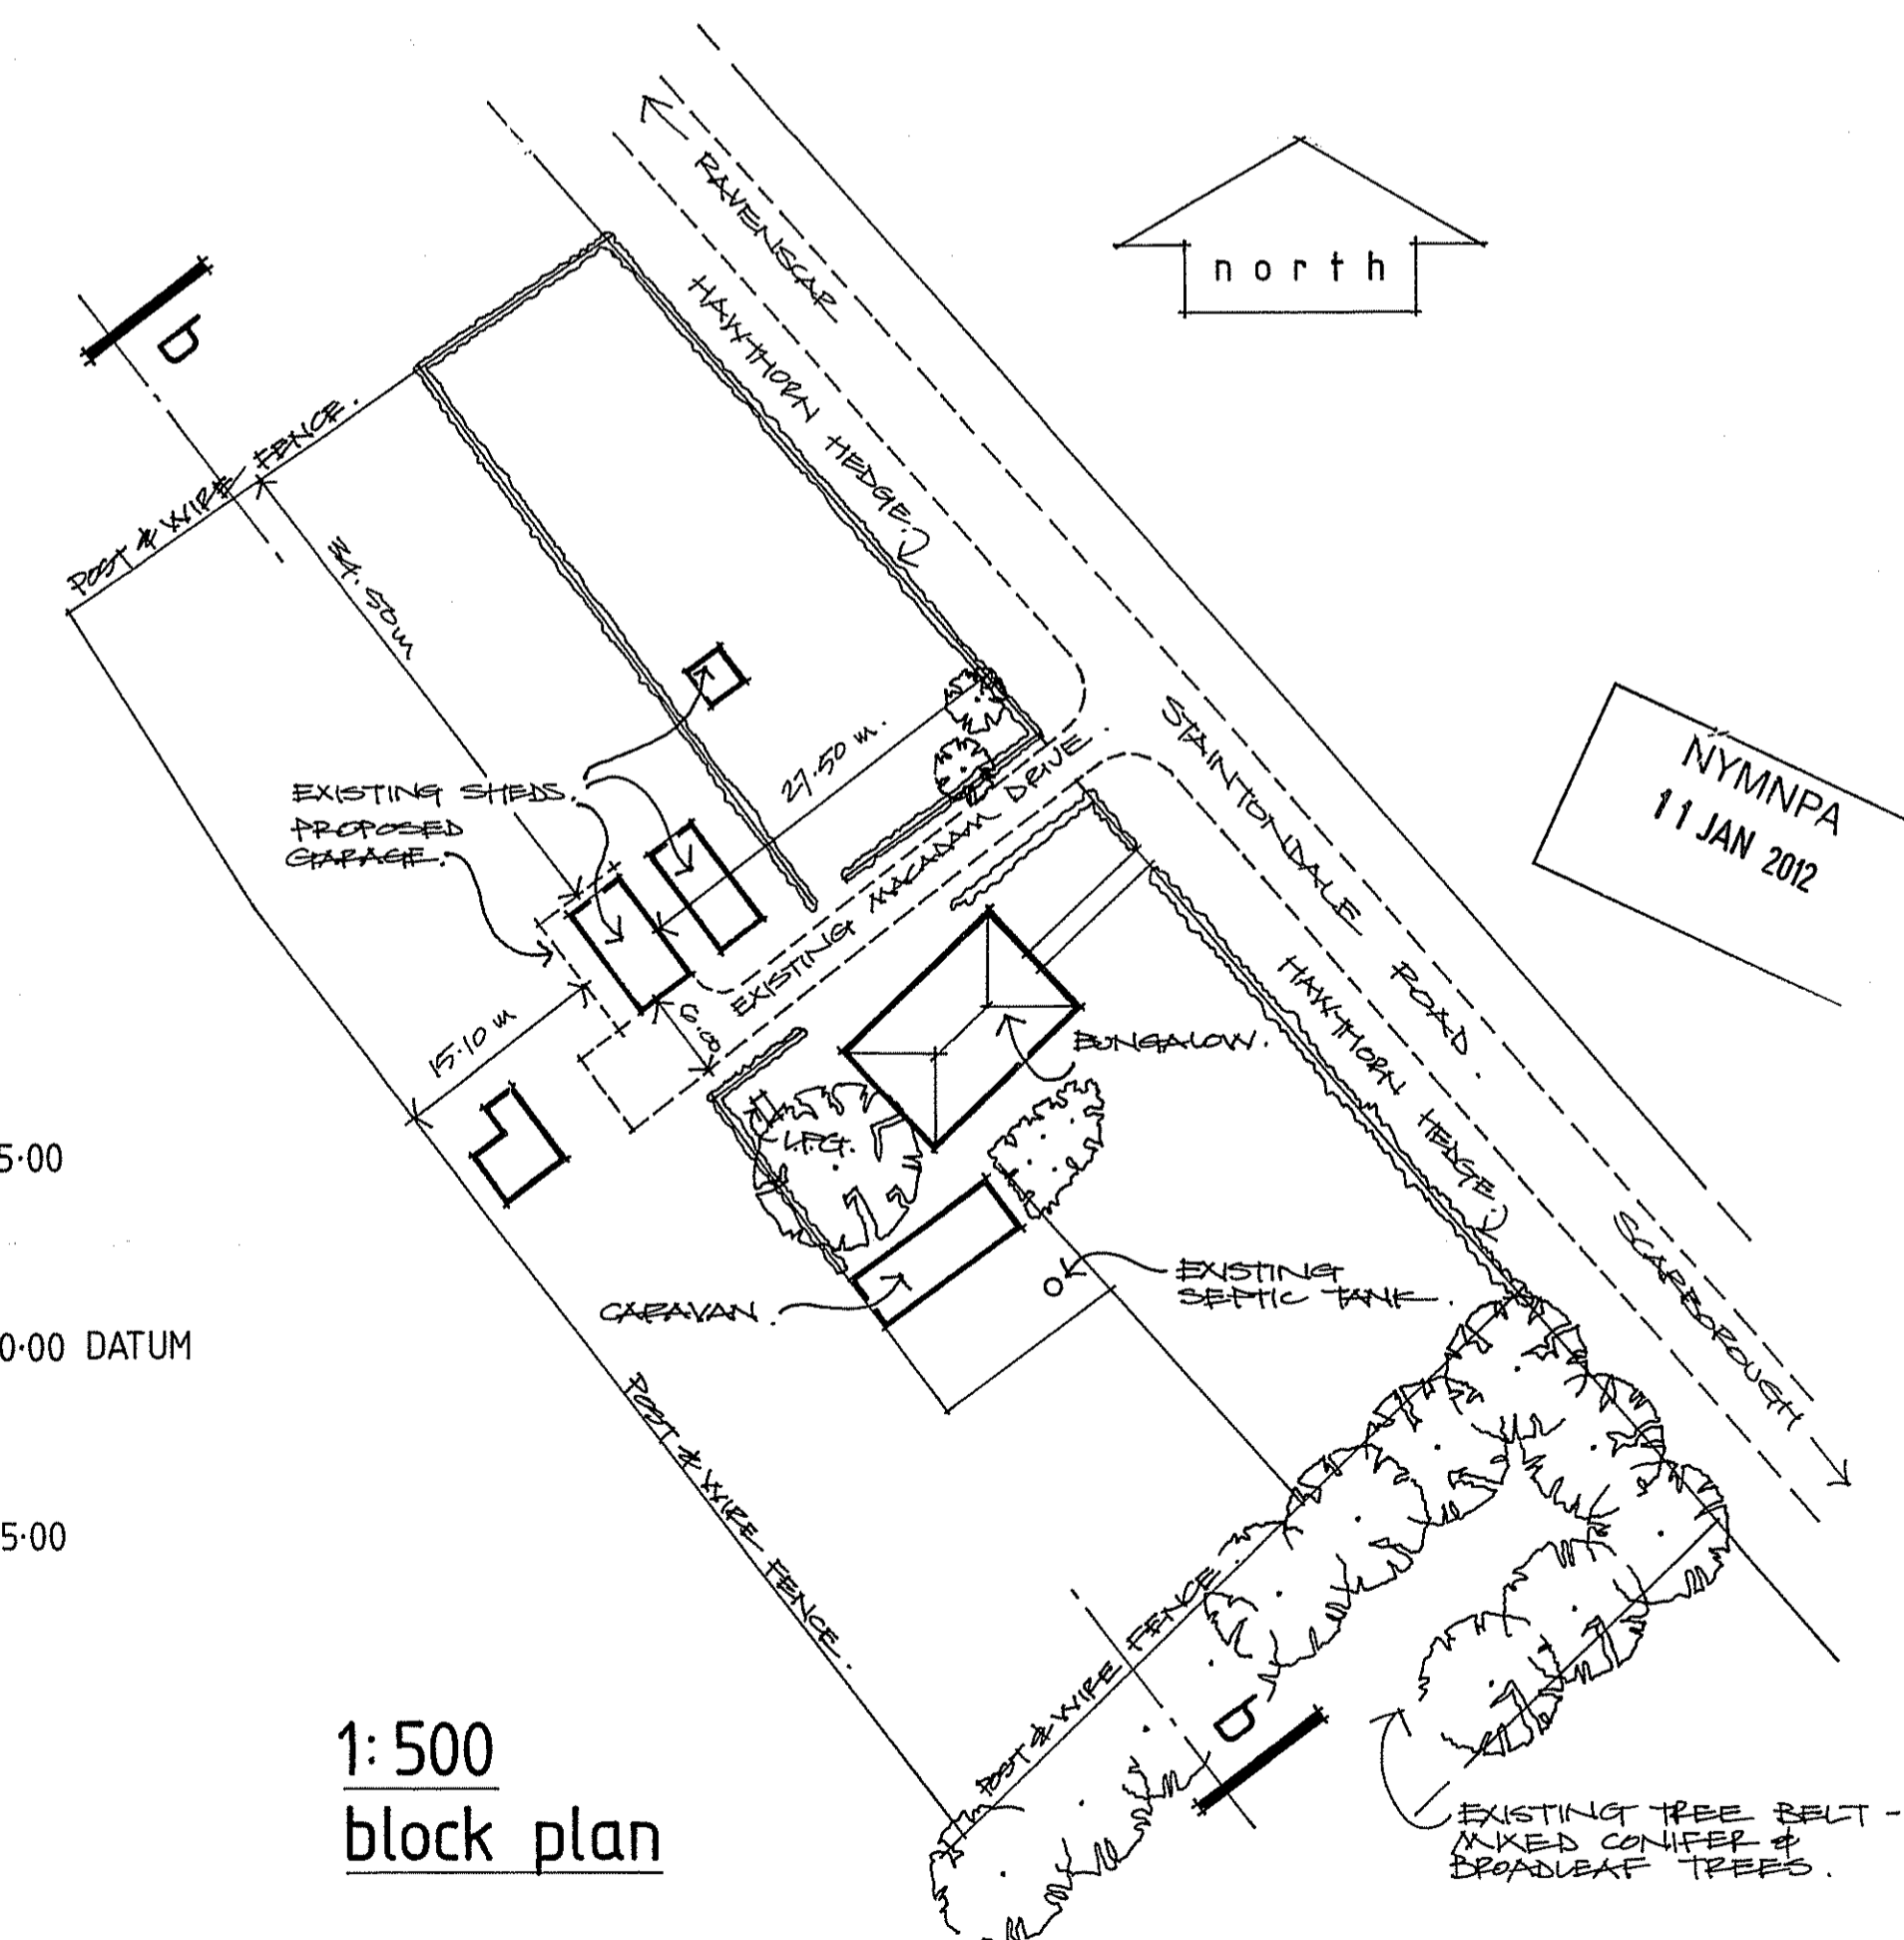 RAVENSCAR
north
HAWTHORN HEDGE.
b
POST & WIRE FENCE.
34.50m
27.50 m.
EXISTING SHEDS.
PROPOSED
GARAGE.
EXISTING MACADAM DRIVE.
STAINTONDALE ROAD.
NYMNPA
11 JAN 2012
15.10 m
6.00
BUNGALOW.
HAWTHORN HEDGE.
L.P.G.
5·00
EXISTING
SEPTIC TANK.
CARAVAN.
SCARBOROUGH
0·00 DATUM
POST & WIRE FENCE.
5·00
POST & WIRE FENCE.
b
1:500
block plan
EXISTING TREE BELT -
MIXED CONIFER &
BROADLEAF TREES.